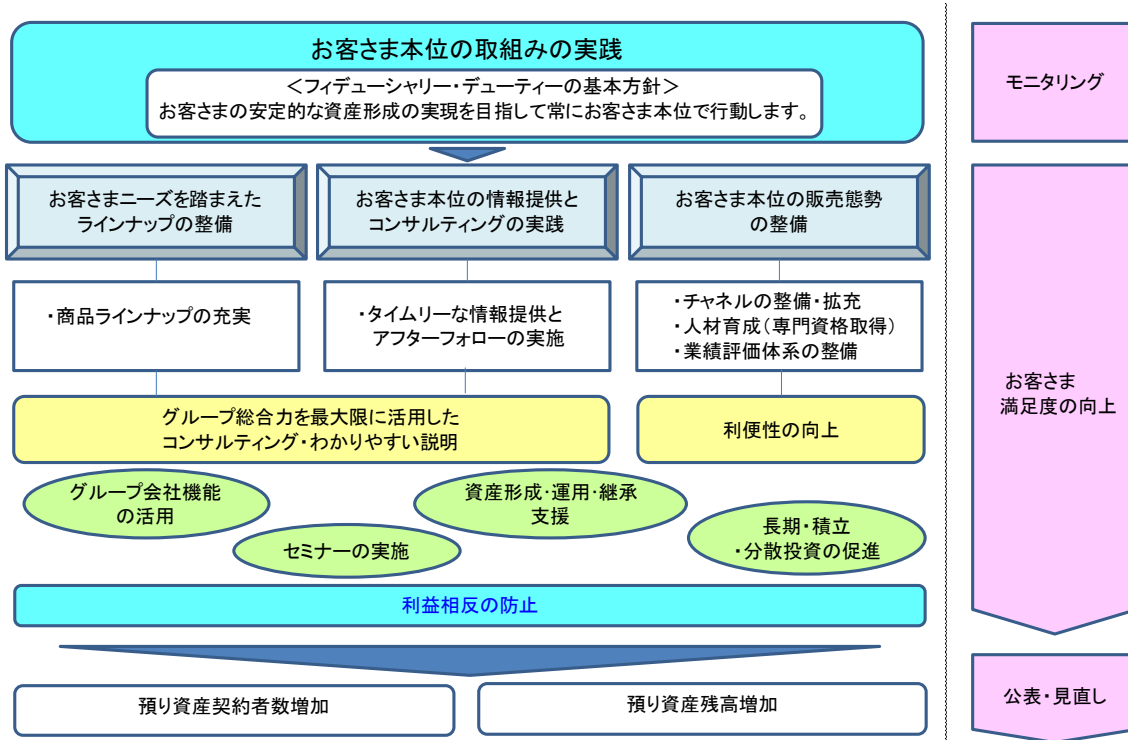 お客さま本位の取組みの実践
＜フィデューシャリー・デューティーの基本方針＞
お客さまの安定的な資産形成の実現を目指して常にお客さま本位で行動します。
お客さまニーズを踏まえた
ラインナップの整備
お客さま本位の情報提供と
コンサルティングの実践
お客さま本位の販売態勢
の整備
・商品ラインナップの充実
・タイムリーな情報提供と
アフターフォローの実施
・チャネルの整備・拡充
・人材育成（専門資格取得）
・業績評価体系の整備
グループ総合力を最大限に活用した
コンサルティング・わかりやすい説明
利便性の向上
グループ会社機能
の活用
セミナーの実施
資産形成・運用・継承
支援
長期・積立
・分散投資の促進
利益相反の防止
預り資産契約者数増加
預り資産残高増加
モニタリング
お客さま
満足度の向上
公表・見直し